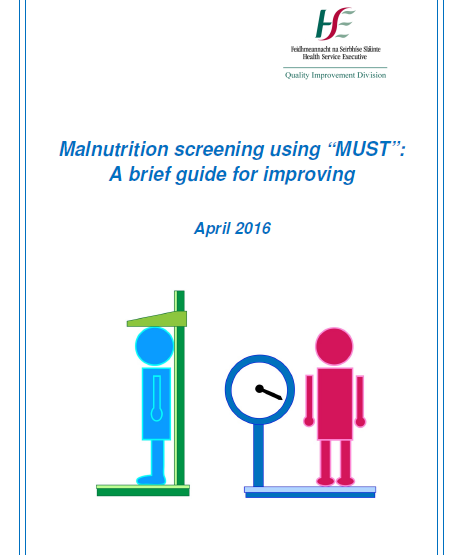 Feidhmeannacht na Seirbhíse Sláinte
Health Service Executive
Quality Improvement Division
Malnutrition screening using “MUST”:
A brief guide for improving
April 2016